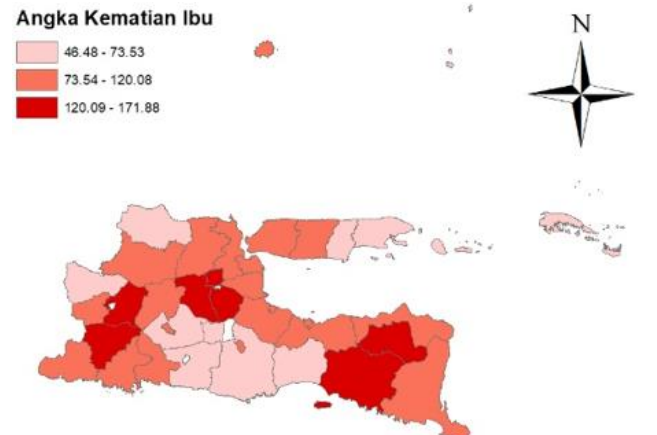 Angka Kematian Ibu
46.48 - 73.53
73.54 - 120.08
120.09 - 171.88
N